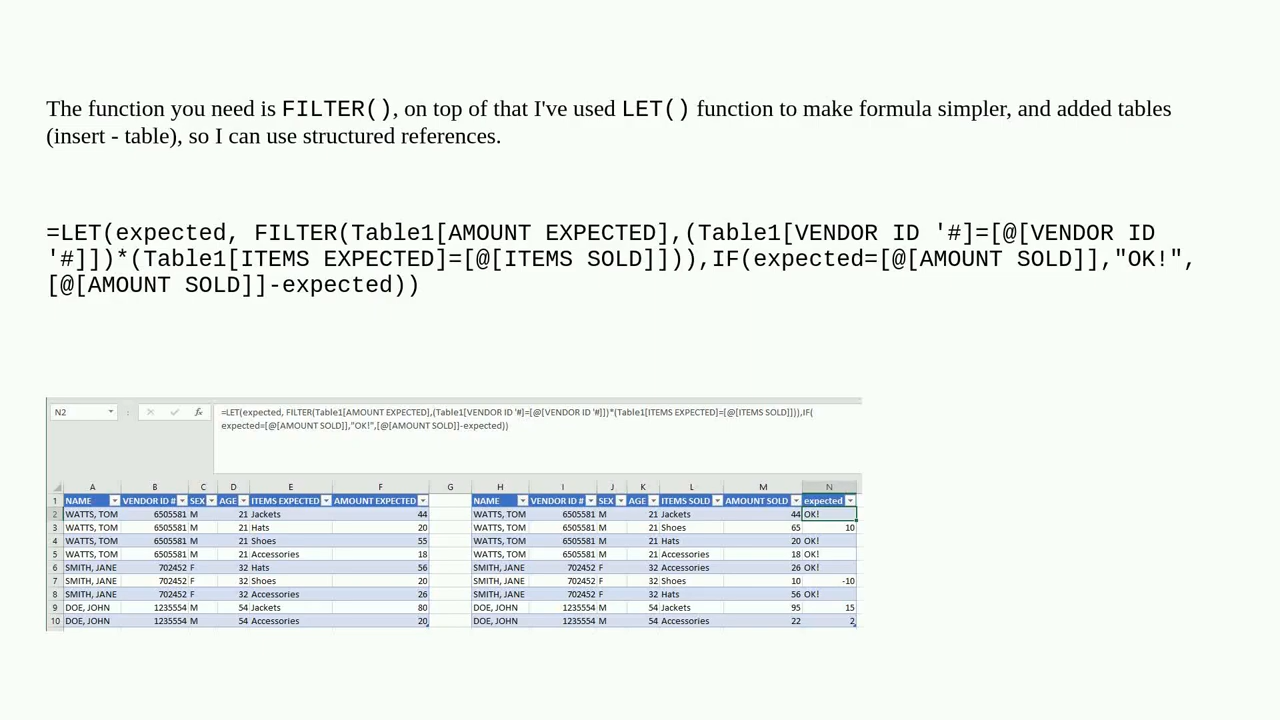 The function you need is FILTER(), on top of that I've used LET() function to make formula simpler, and added tables
(insert - table), so I can use structured references.
=LET(expected, FILTER(Table1[AMOUNT EXPECTED],(Table1[VENDOR ID '#]=[@[VENDOR ID
'#]])*(Table1[ITEMS EXPECTED]=[@[ITEMS SOLD]])),IF(expected=[@[AMOUNT SOLD]],"OK!",
[@[AMOUNT SOLD]]-expected))
N2 fx =LET(expected, FILTER(Table1[AMOUNT EXPECTED],(Table1[VENDOR ID '#]=[@[VENDOR ID '#]])*(Table1[ITEMS EXPECTED]=[@[ITEMS SOLD]])),IF(
expected=[@[AMOUNT SOLD]],"OK!",[@[AMOUNT SOLD]]-expected))
A B C D E F G H I J K L M N
1 NAME VENDOR ID # SEX AGE ITEMS EXPECTED AMOUNT EXPECTED NAME VENDOR ID # SEX AGE ITEMS SOLD AMOUNT SOLD expected
2 WATTS, TOM 6505581 M 21 Jackets 44 WATTS, TOM 6505581 M 21 Jackets 44 OK!
3 WATTS, TOM 6505581 M 21 Hats 20 WATTS, TOM 6505581 M 21 Shoes 65 10
4 WATTS, TOM 6505581 M 21 Shoes 55 WATTS, TOM 6505581 M 21 Hats 20 OK!
5 WATTS, TOM 6505581 M 21 Accessories 18 WATTS, TOM 6505581 M 21 Accessories 18 OK!
6 SMITH, JANE 702452 F 32 Hats 56 SMITH, JANE 702452 F 32 Accessories 26 OK!
7 SMITH, JANE 702452 F 32 Shoes 20 SMITH, JANE 702452 F 32 Shoes 10 -10
8 SMITH, JANE 702452 F 32 Accessories 26 SMITH, JANE 702452 F 32 Hats 56 OK!
9 DOE, JOHN 1235554 M 54 Jackets 80 DOE, JOHN 1235554 M 54 Jackets 95 15
10 DOE, JOHN 1235554 M 54 Accessories 20 DOE, JOHN 1235554 M 54 Accessories 22 2